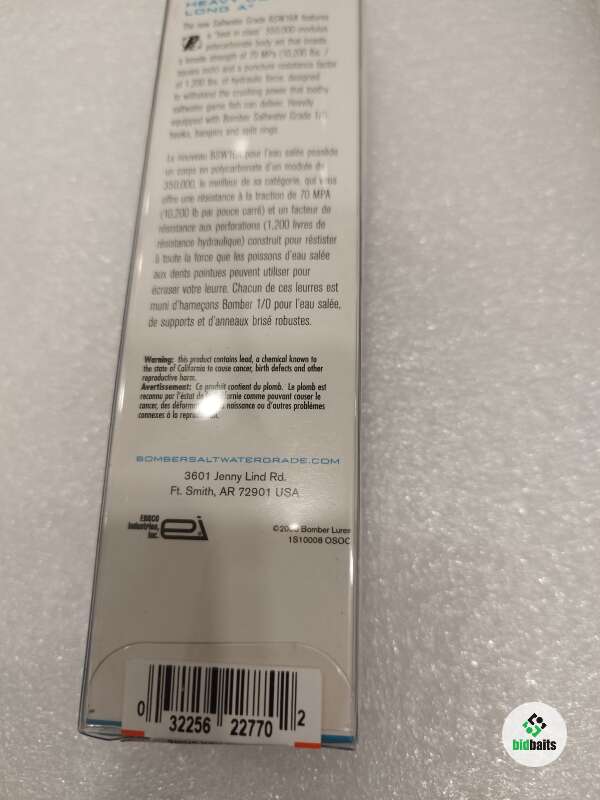 HEAVY
LONG A
The new Saltwater Grade BSW16A features
a "best in class" 350,000 modulus
polycarbonate body
a tensile strength of 70 MPa (10,200 lbs. /
square inch) and a puncture resistance factor
of 1,200 lbs. of hydraulic force, designed
to withstand the crushing power that toothy
saltwater game fish can deliver. Heavily
equipped with Bomber Saltwater Grade 1/0
hooks, hangers and split rings.
Le nouveau pour l'eau salée possède
un corps en polycarbonate d'un module de
350,000, le meilleur de sa catégorie, qui vous
offre une résistance à la traction de 70 MPA
(10,200 lb par pouce carré) et un facteur de
résistance aux perforations (1,200 livres de
résistance hydraulique) construit pour réstister
à toute la force que les poissons d'eau salée
aux dents pointues peuvent utiliser pour
écraser votre leurre. Chacun de ces leurres est
muni d'hameçons Bomber 1/0 pour l'eau salée,
de supports et d'anneaux brisé robustes.
Warning: this product contains lead, a chemical known to
the state of California to cause cancer, birth defects and other
reproductive harm.
Avertissement: Ce produit contient du plomb. Le plomb est
reconnu par l'éstat de comme pouvant causer le
cancer, des naissance ou d'autres problèmes
connexes à la
BOMBERSALTWATERGRADE.COM
3601 Jenny Lind Rd.
Ft. Smith, AR 72901 USA
EBSCO
Industries,
Inc.
ei
Bomber Lures
1S10008 OSOC
0 32256 22770 2
bidbaits